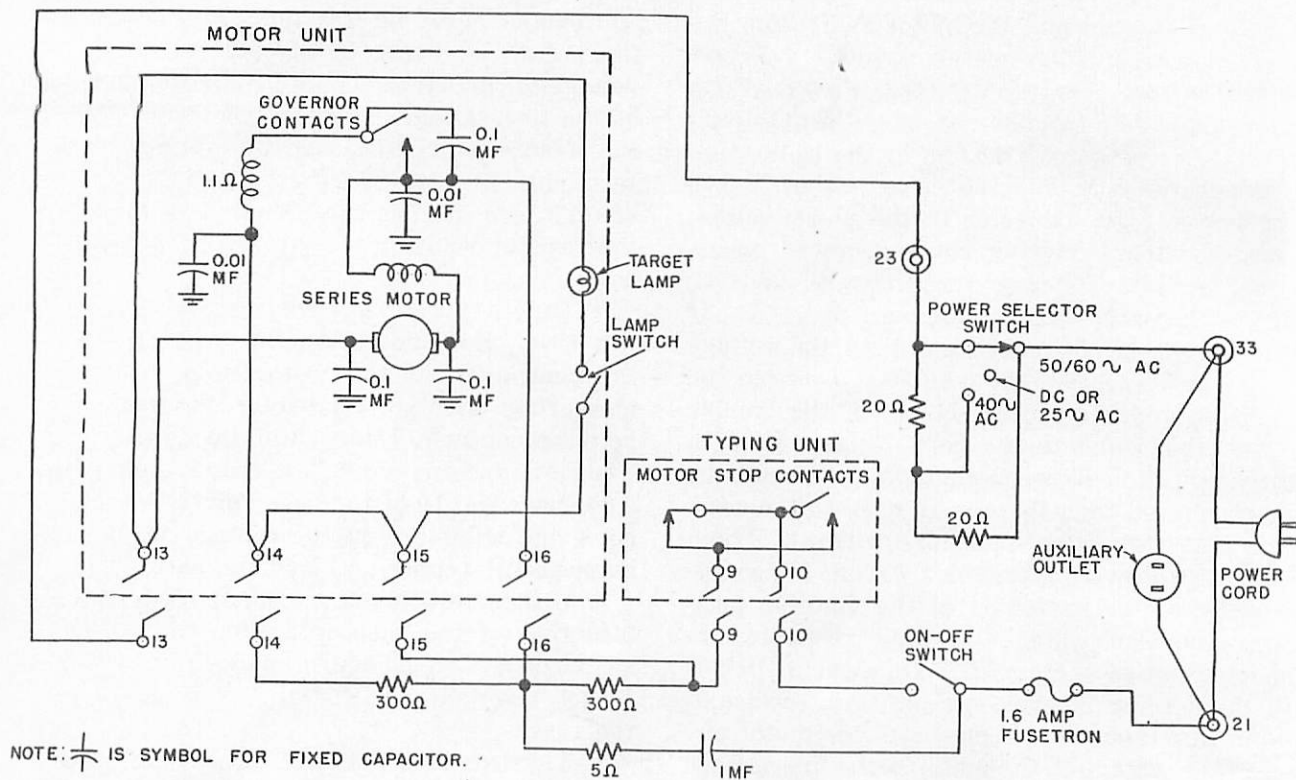 MOTOR UNIT
GOVERNOR
CONTACTS
0.1
MF
1.1Ω
0.01
MF
0.01
MF
SERIES MOTOR
TARGET
LAMP
LAMP
SWITCH
0.1
MF
0.1
MF
23
POWER SELECTOR
SWITCH
33
50/60∿ AC
20Ω
40∿
AC
DC OR
25∿ AC
TYPING UNIT
MOTOR STOP CONTACTS
20Ω
AUXILIARY
OUTLET
POWER
CORD
13
14
15
16
9
10
13
14
15
16
9
10
ON-OFF
SWITCH
300Ω
300Ω
1.6 AMP
FUSETRON
21
5Ω
1MF
NOTE: IS SYMBOL FOR FIXED CAPACITOR.